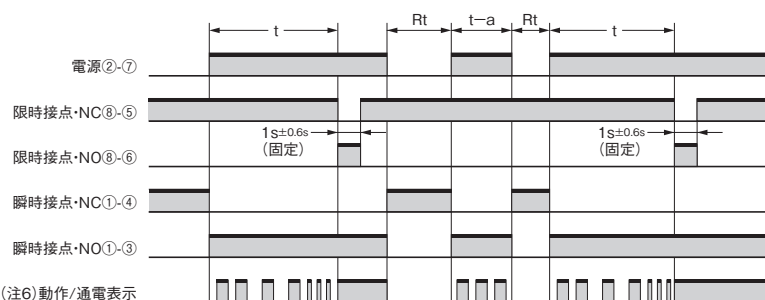 t Rt t−a Rt t
電源②-⑦
限時接点・NC⑧-⑤
1s±0.6s
(固定)
1s±0.6s
(固定)
限時接点・NO⑧-⑥
瞬時接点・NC①-④
瞬時接点・NO①-③
(注6)動作/通電表示